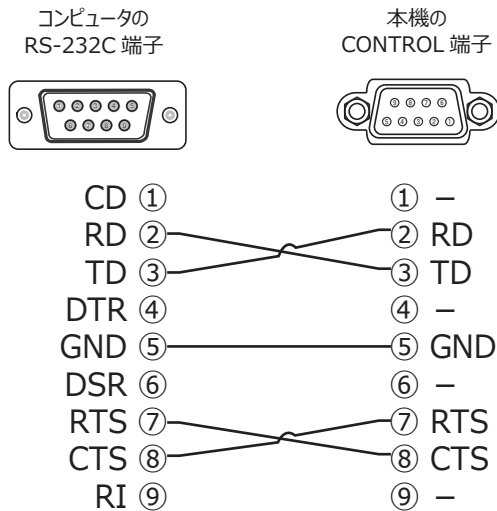 コンピュータの
RS-232C 端子
本機の
CONTROL 端子
CD ① ① –
RD ② ② RD
TD ③ ③ TD
DTR ④ ④ –
GND ⑤ ⑤ GND
DSR ⑥ ⑥ –
RTS ⑦ ⑦ RTS
CTS ⑧ ⑧ CTS
RI ⑨ ⑨ –